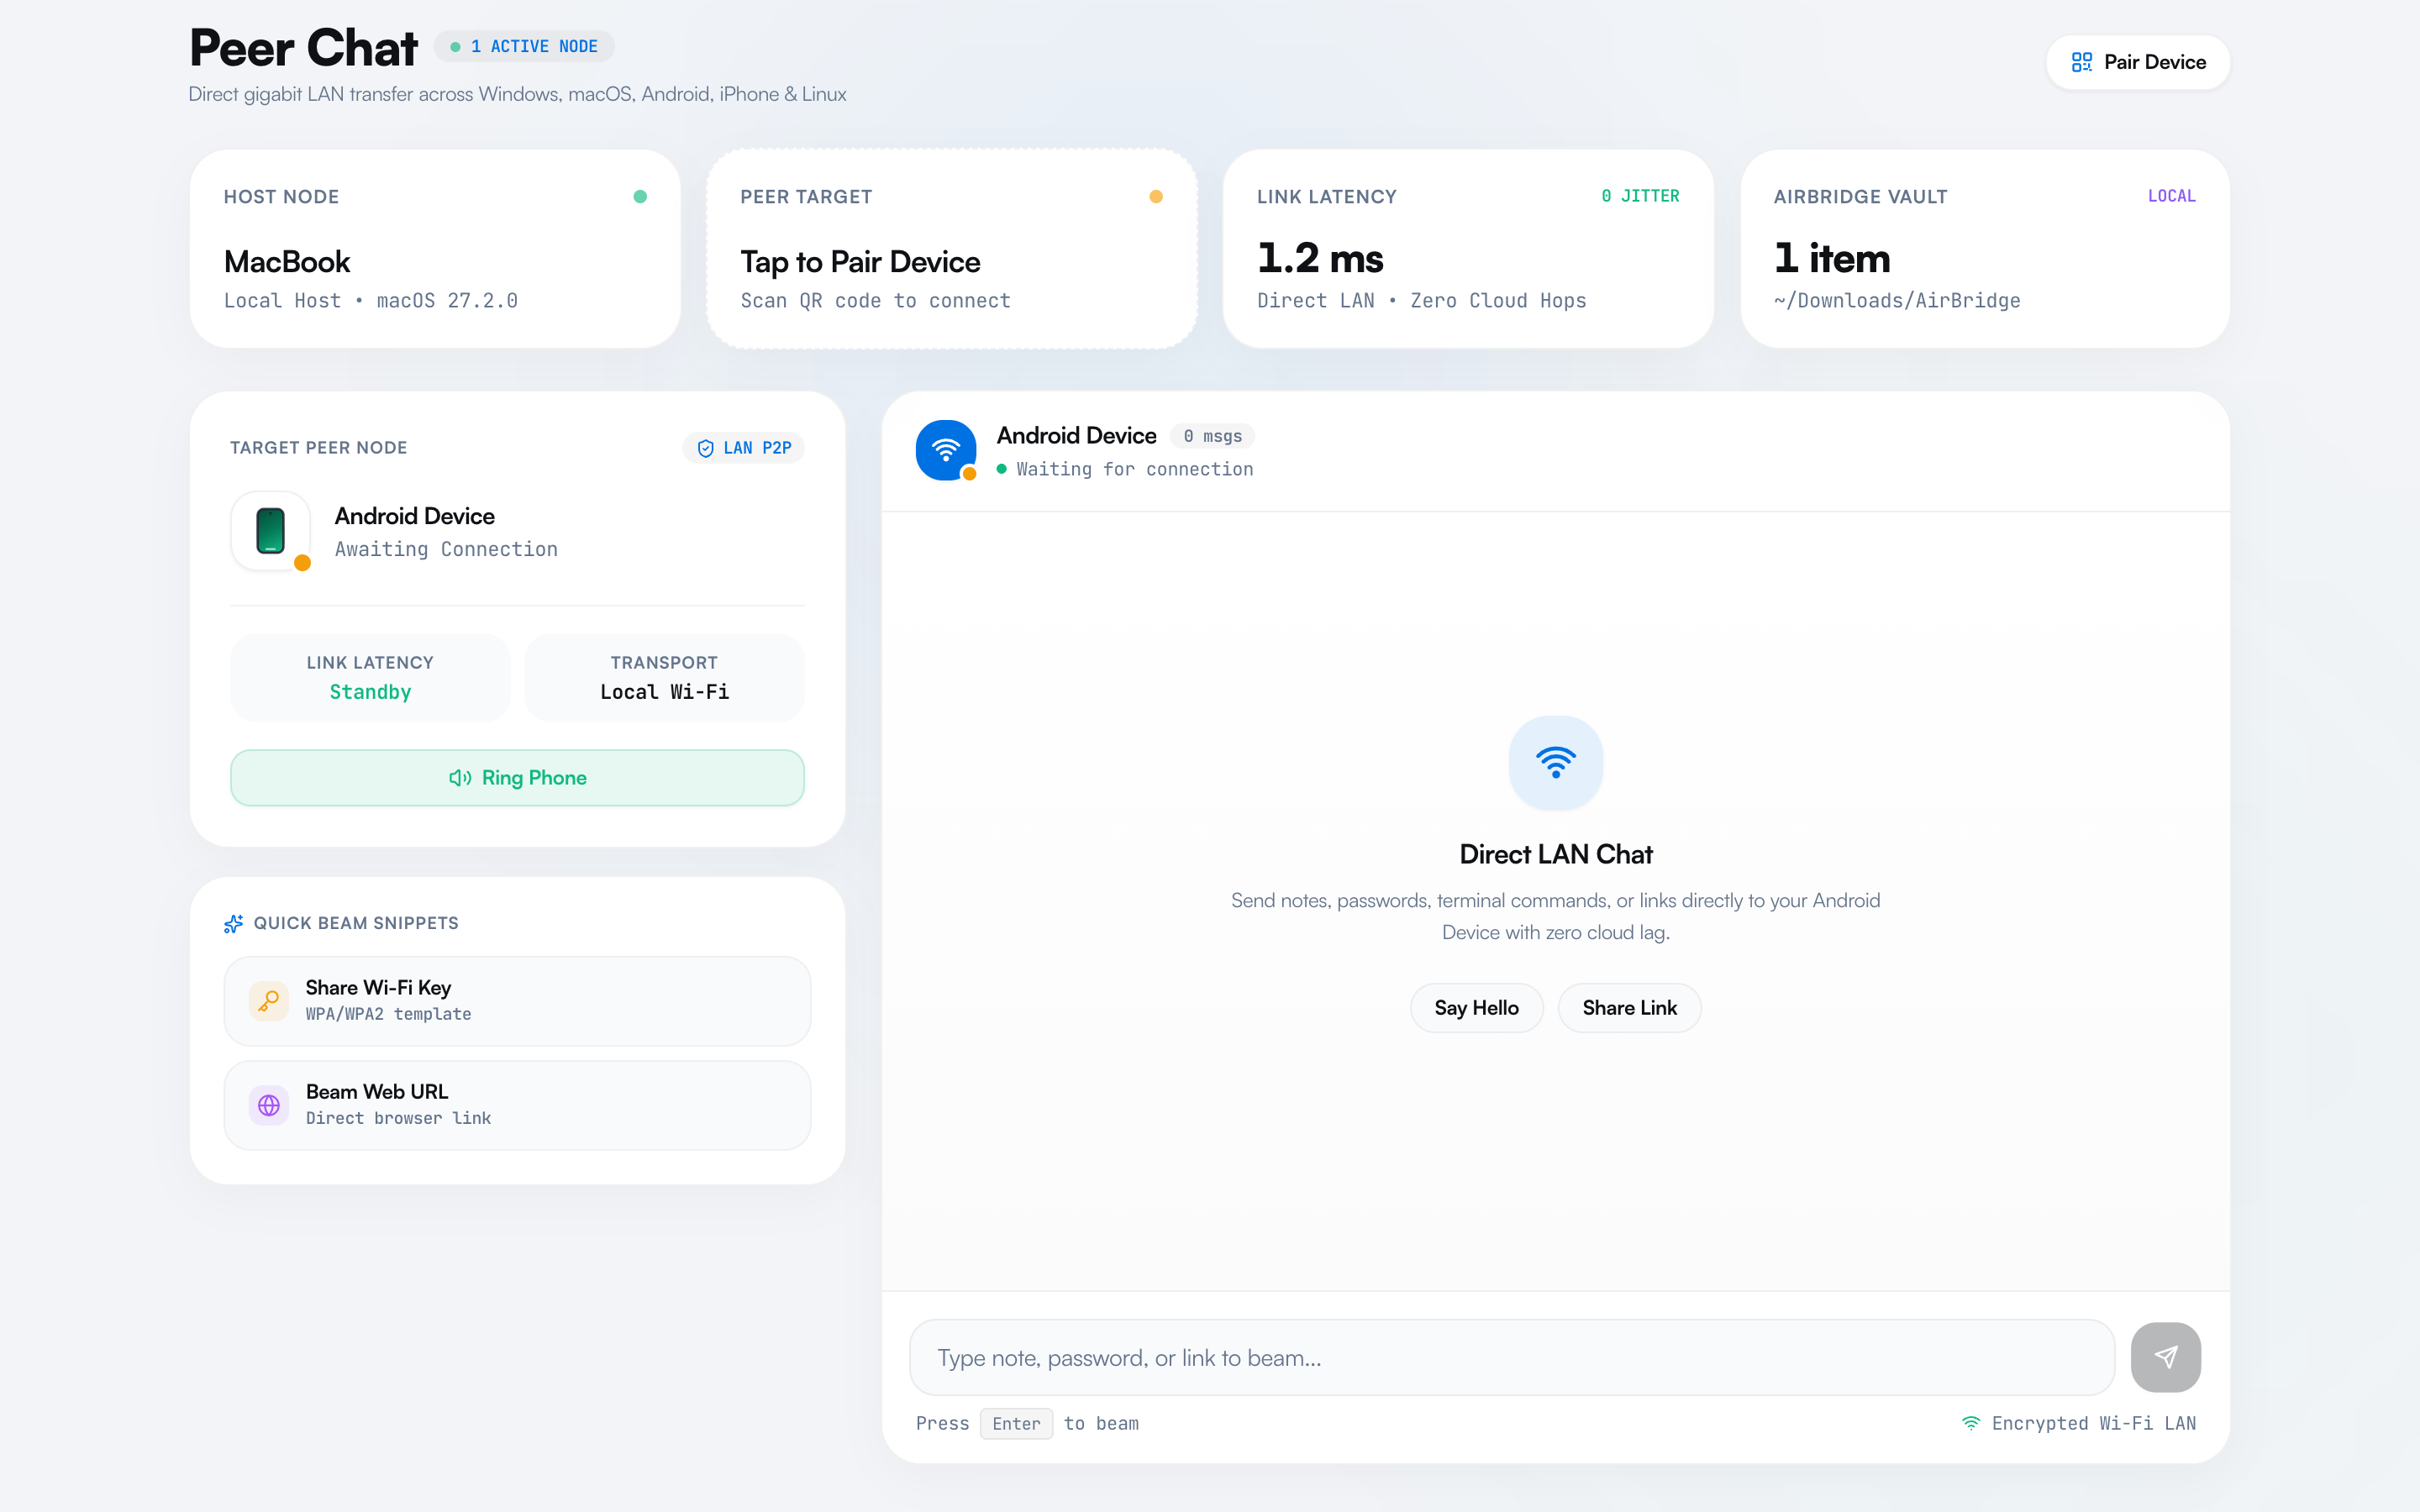 Peer Chat
1 ACTIVE NODE
Direct gigabit LAN transfer across Windows, macOS, Android, iPhone & Linux
Pair Device
HOST NODE
MacBook
Local Host • macOS 27.2.0
PEER TARGET
Tap to Pair Device
Scan QR code to connect
LINK LATENCY
0 JITTER
1.2 ms
Direct LAN • Zero Cloud Hops
AIRBRIDGE VAULT
LOCAL
1 item
~/Downloads/AirBridge
TARGET PEER NODE
LAN P2P
Android Device
Awaiting Connection
LINK LATENCY
Standby
TRANSPORT
Local Wi-Fi
Ring Phone
QUICK BEAM SNIPPETS
Share Wi-Fi Key
WPA/WPA2 template
Beam Web URL
Direct browser link
Android Device
0 msgs
Waiting for connection
Direct LAN Chat
Send notes, passwords, terminal commands, or links directly to your Android
Device with zero cloud lag.
Say Hello
Share Link
Type note, password, or link to beam...
Press Enter to beam
Encrypted Wi-Fi LAN